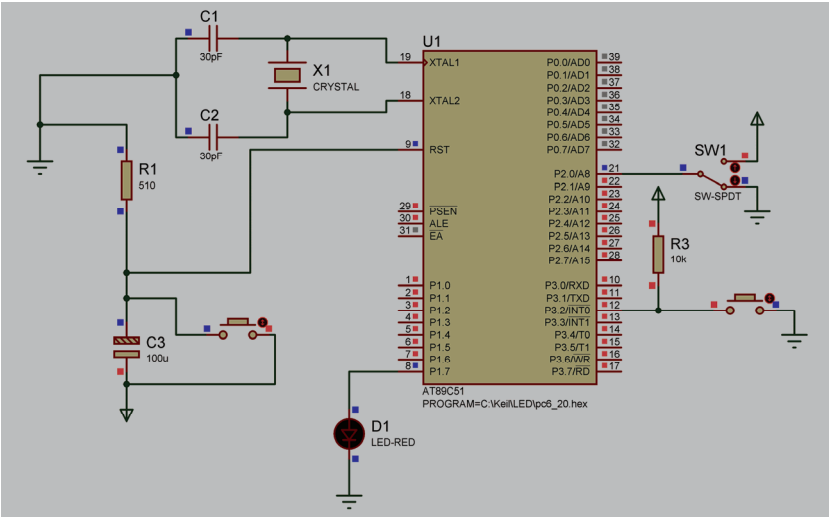 C1
30pF
X1
CRYSTAL
C2
30pF
R1
510
C3
100u
U1
19 XTAL1
18 XTAL2
9 RST
29 PSEN
30 ALE
31 EA
1 P1.0
2 P1.1
3 P1.2
4 P1.3
5 P1.4
6 P1.5
7 P1.6
8 P1.7
P0.0/AD0 39
P0.1/AD1 38
P0.2/AD2 37
P0.3/AD3 36
P0.4/AD4 35
P0.5/AD5 34
P0.6/AD6 33
P0.7/AD7 32
P2.0/A8 21
P2.1/A9 22
P2.2/A10 23
P2.3/A11 24
P2.4/A12 25
P2.5/A13 26
P2.6/A14 27
P2.7/A15 28
P3.0/RXD 10
P3.1/TXD 11
P3.2/INT0 12
P3.3/INT1 13
P3.4/T0 14
P3.5/T1 15
P3.6/WR 16
P3.7/RD 17
AT89C51
PROGRAM=C:\Keil\LED\pc6_20.hex
D1
LED-RED
SW1
SW-SPDT
R3
10k